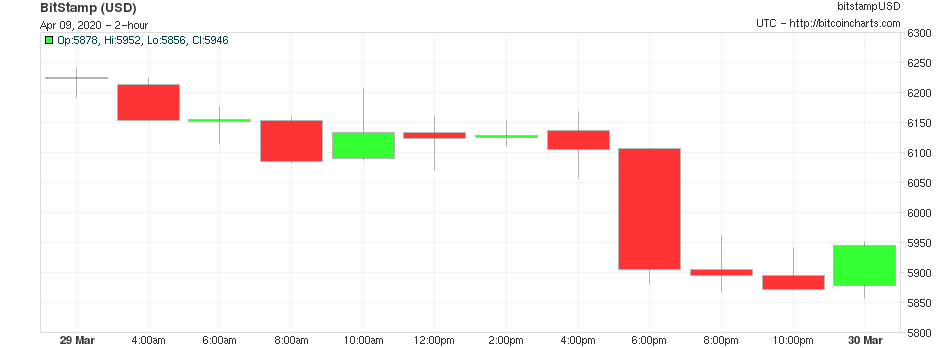 BitStamp (USD)
bitstampUSD
Apr 09, 2020 - 2-hour
UTC - http://bitcoincharts.com
Op:5878, Hi:5952, Lo:5856, Cl:5946
6300
6250
6200
6150
6100
6050
6000
5950
5900
5850
5800
29 Mar 4:00am 6:00am 8:00am 10:00am 12:00pm 2:00pm 4:00pm 6:00pm 8:00pm 10:00pm 30 Mar